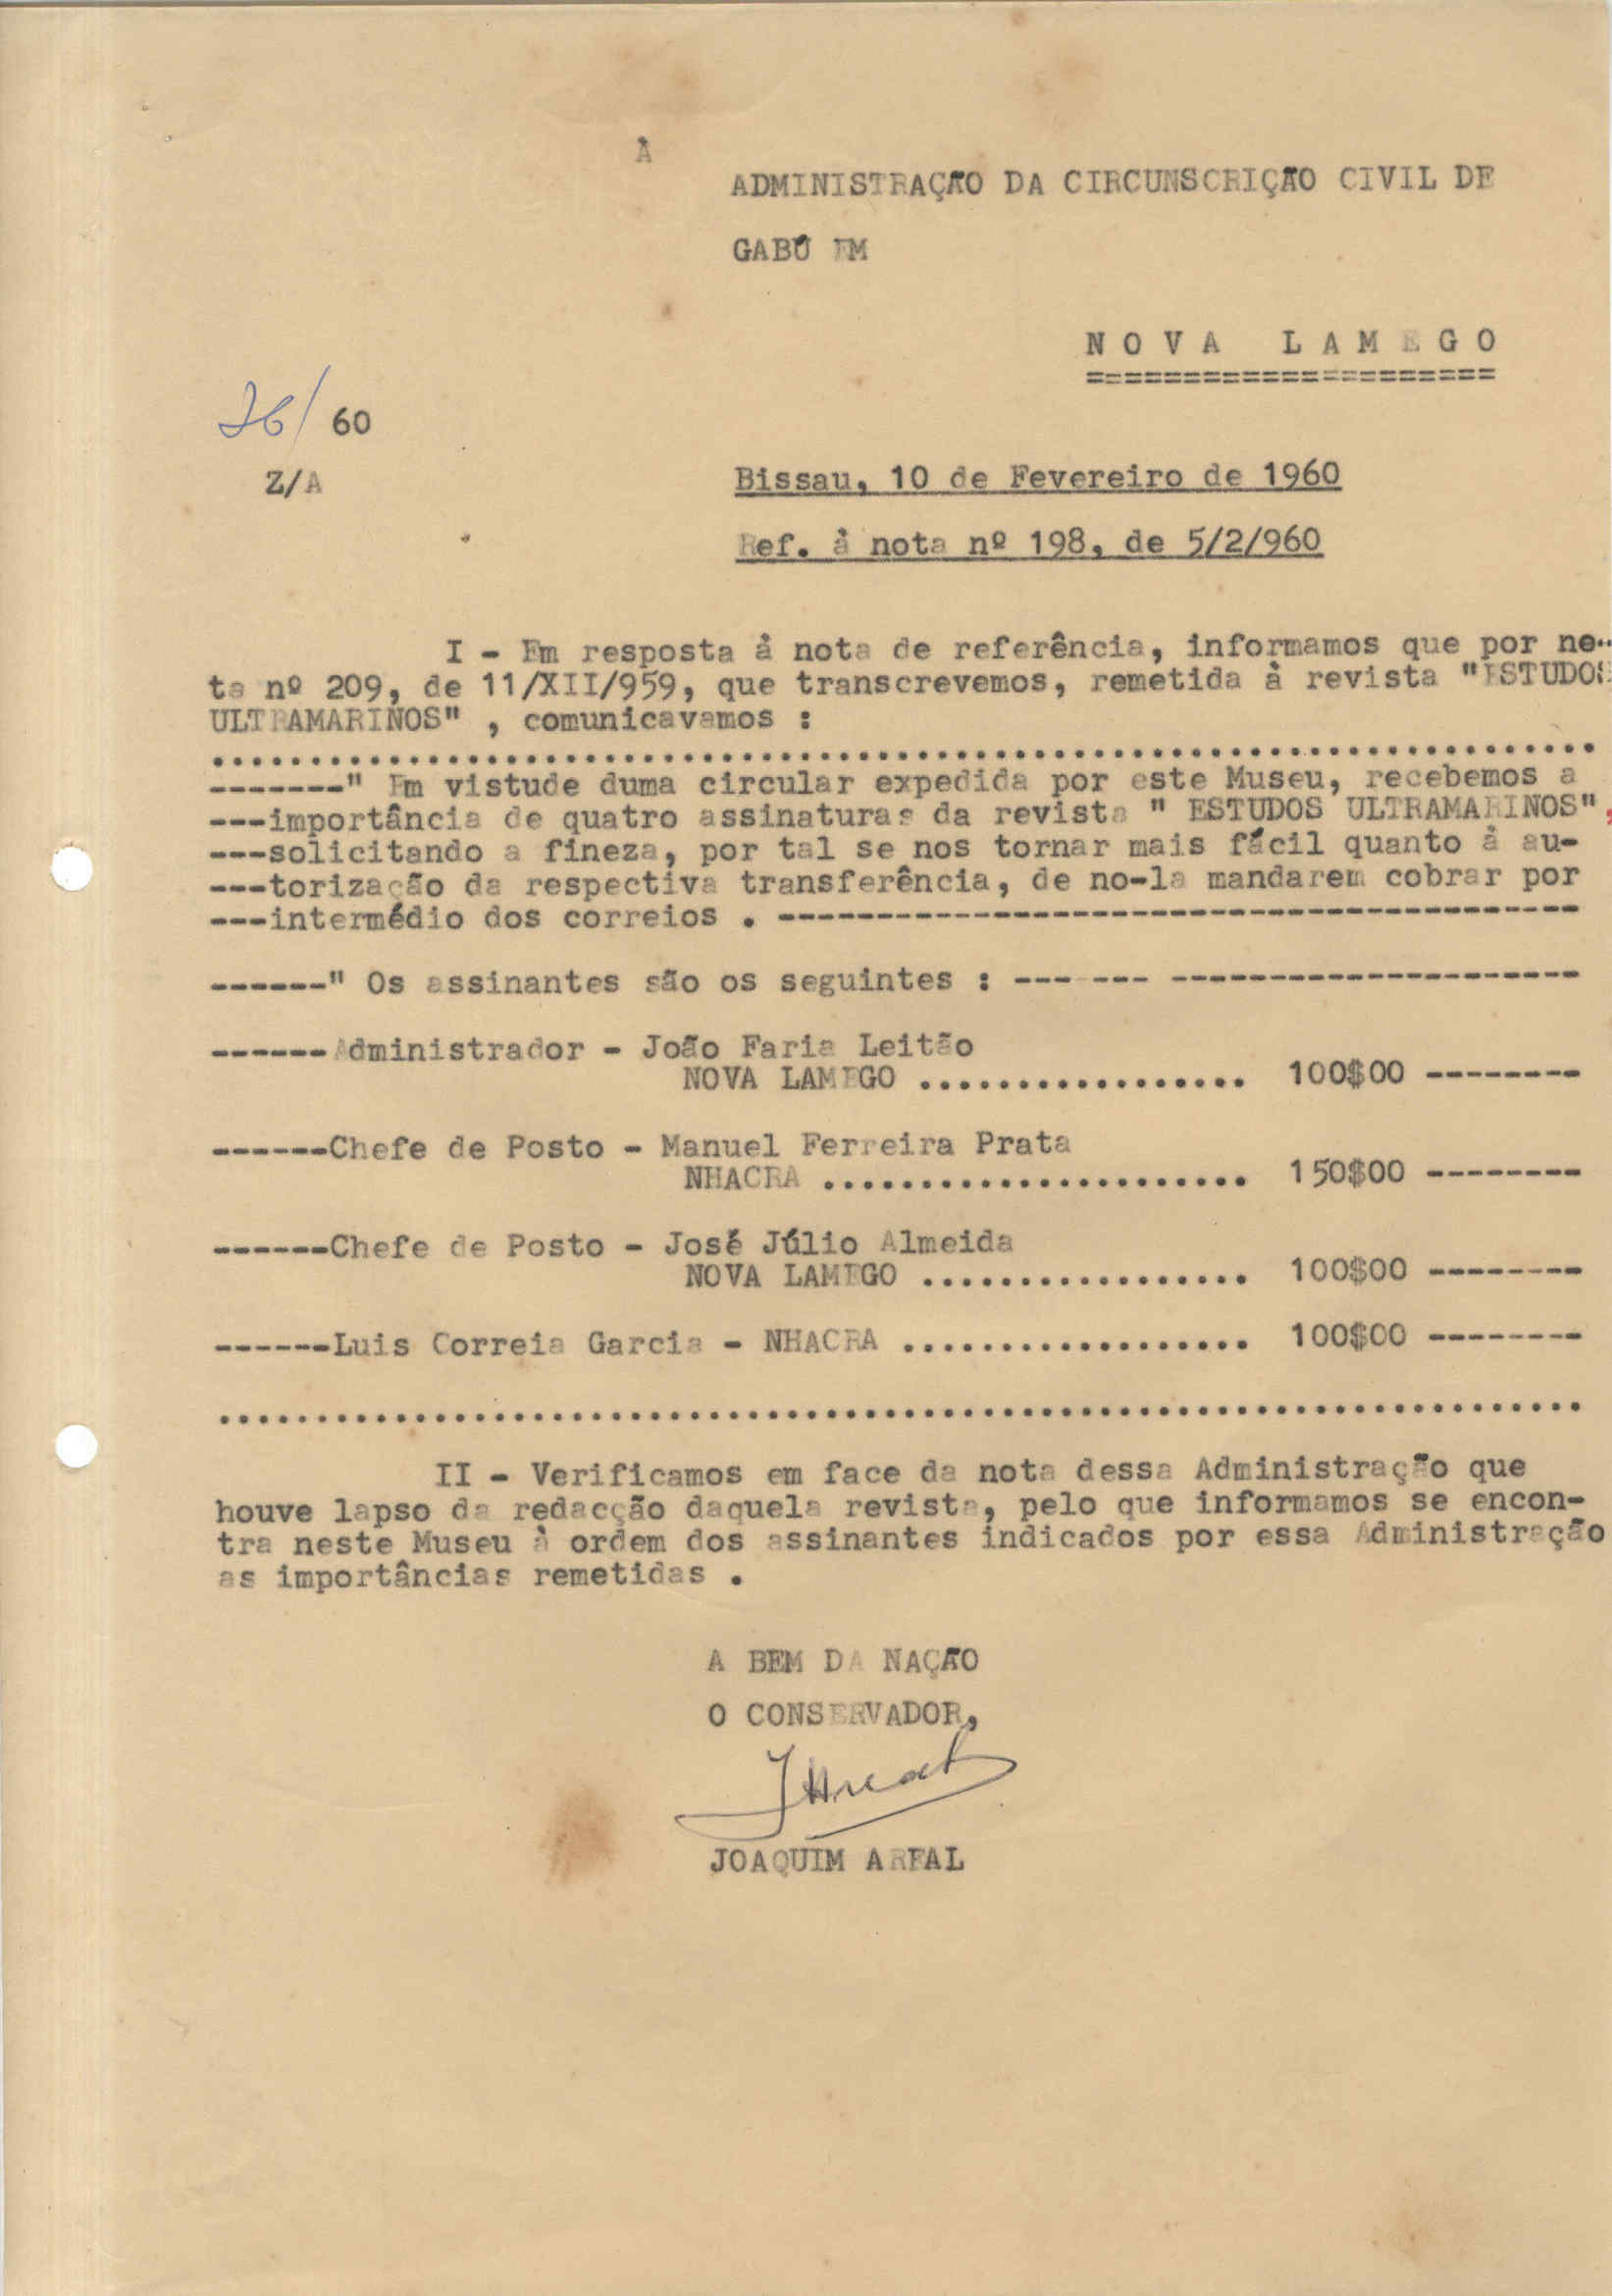 À
ADMINISTRAÇÃO DA CIRCUNSCRIÇÃO CIVIL DE
GABÚ EM
NOVA LAMEGO
=====================
36/ 60
Z/A
Bissau, 10 de Fevereiro de 1960
Ref. à nota nº 198, de 5/2/960
I - Em resposta à nota de referência, informamos que por no-
ta nº 209, de 11/XII/959, que transcrevemos, remetida à revista "ESTUDOS
ULTRAMARINOS" , comunicavamos :
.......................................................................
-------" Em vistude duma circular expedida por este Museu, recebemos a
---importância de quatro assinaturas da revista " ESTUDOS ULTRAMARINOS",
---solicitando a fineza, por tal se nos tornar mais fácil quanto à au-
---torização da respectiva transferência, de no-la mandarem cobrar por
---intermédio dos correios . -----------------------------------------
------" Os assinantes são os seguintes : --- --- ---------------------
------Administrador - João Faria Leitão
NOVA LAMEGO ................. 100$00 --------
------Chefe de Posto - Manuel Ferreira Prata
NHACRA ...................... 150$00 --------
------Chefe de Posto - José Júlio Almeida
NOVA LAMEGO ................. 100$00 --------
------Luis Correia Garcia - NHACRA .................. 100$00 --------
......................................................................
II - Verificamos em face da nota dessa Administração que
houve lapso da redacção daquela revista, pelo que informamos se encon-
tra neste Museu à ordem dos assinantes indicados por essa Administração
as importâncias remetidas .
A BEM DA NAÇÃO
O CONSERVADOR,
JAreal
JOAQUIM AREAL